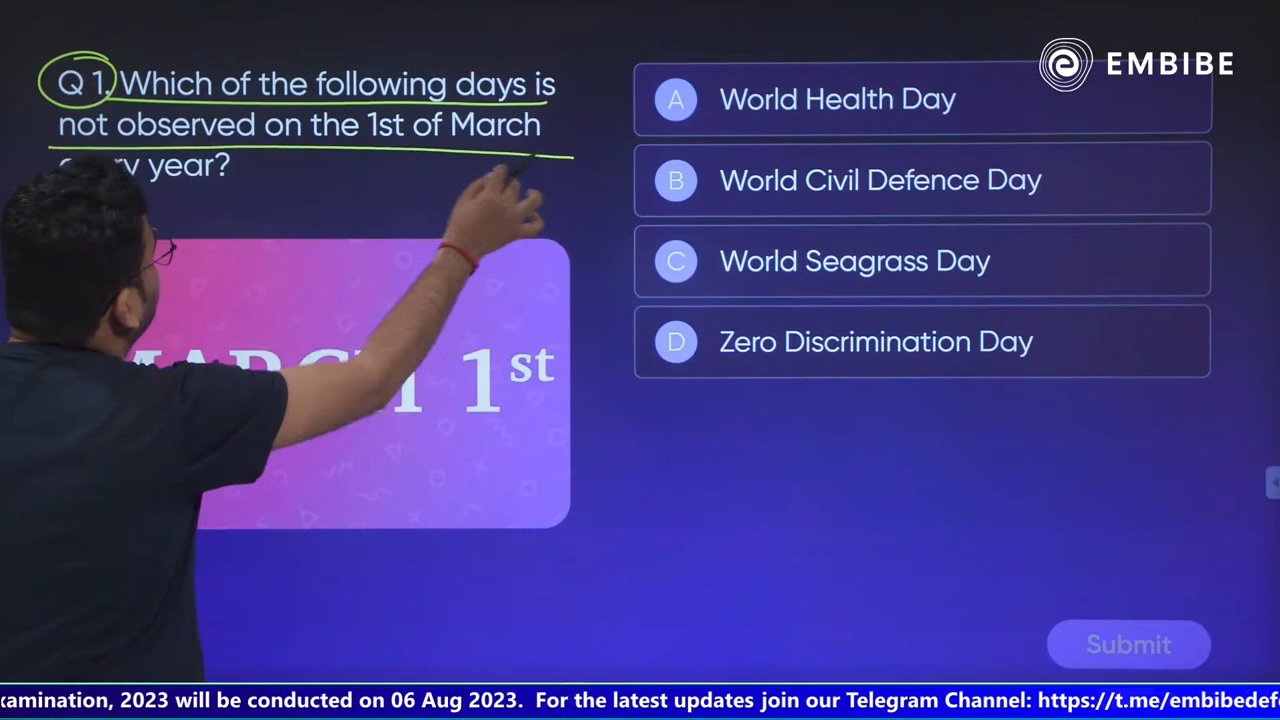 Q 1. Which of the following days is
not observed on the 1st of March
year?
MARCH 1st
EMBIBE
A World Health Day
B World Civil Defence Day
C World Seagrass Day
D Zero Discrimination Day
Submit
xamination, 2023 will be conducted on 06 Aug 2023. For the latest updates join our Telegram Channel: https://t.me/embibedef